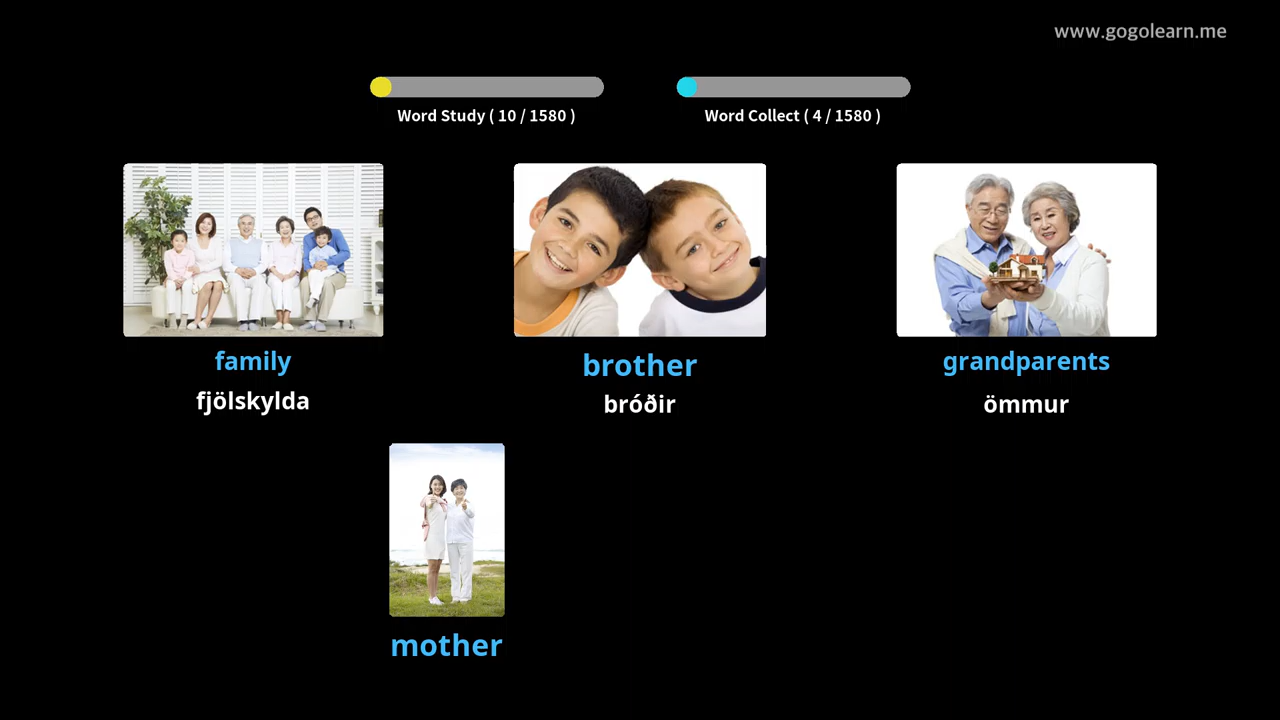 www.gogolearn.me
Word Study ( 10 / 1580 )
Word Collect ( 4 / 1580 )
family
fjölskylda
brother
bróðir
grandparents
ömmur
mother